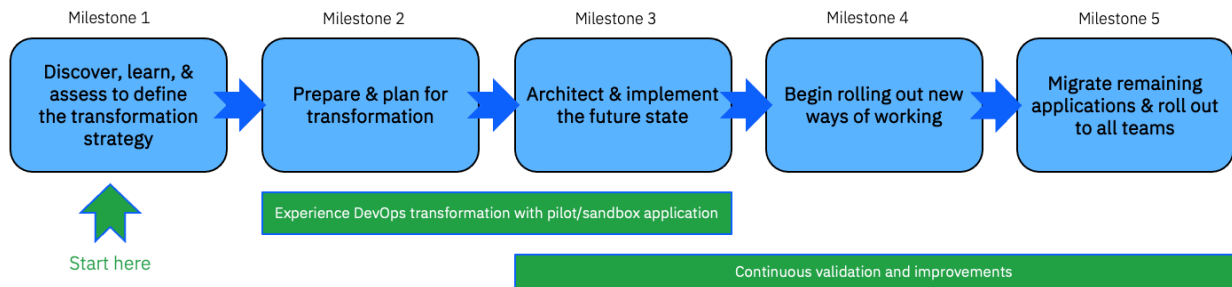 Milestone 1
Milestone 2
Milestone 3
Milestone 4
Milestone 5
Discover, learn, &
assess to define
the transformation
strategy
Prepare & plan for
transformation
Architect & implement
the future state
Begin rolling out new
ways of working
Migrate remaining
applications & roll out
to all teams
Experience DevOps transformation with pilot/sandbox application
Start here
Continuous validation and improvements